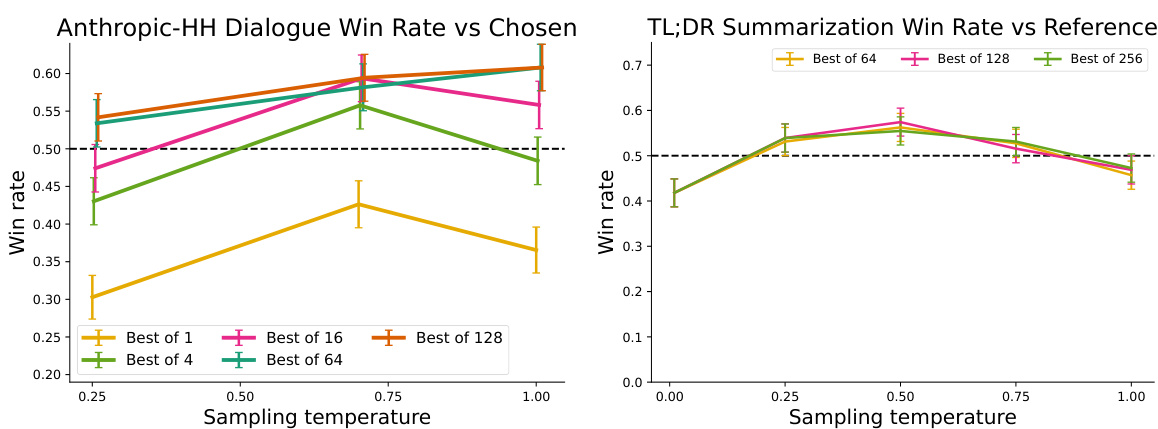 Anthropic-HH Dialogue Win Rate vs Chosen
Win rate
0.60
0.55
0.50
0.45
0.40
0.35
0.30
0.25
0.20
Best of 1
Best of 16
Best of 128
Best of 4
Best of 64
0.25
0.50
0.75
1.00
Sampling temperature
TL;DR Summarization Win Rate vs Reference
Win rate
Best of 64
Best of 128
Best of 256
0.7
0.6
0.5
0.4
0.3
0.2
0.1
0.0
0.00
0.25
0.50
0.75
1.00
Sampling temperature